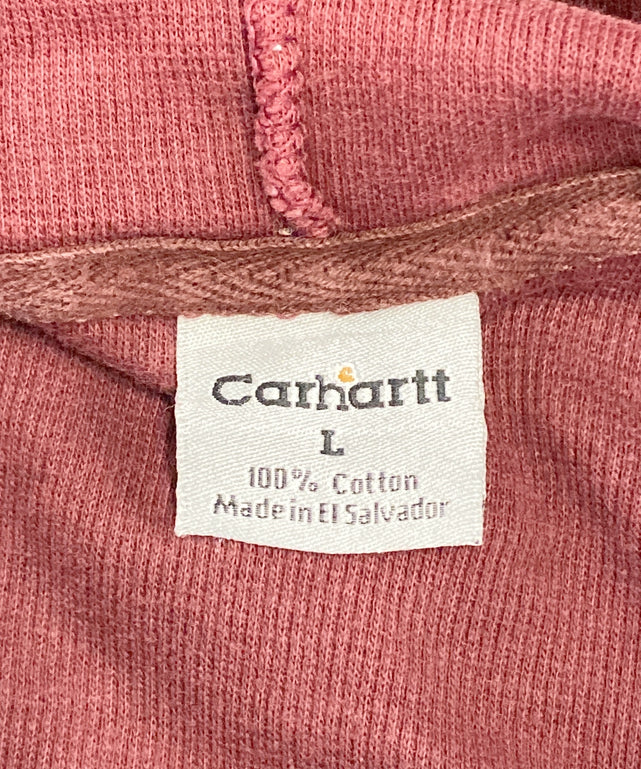 Carhartt
L
100% Cotton
Made in El Salvador